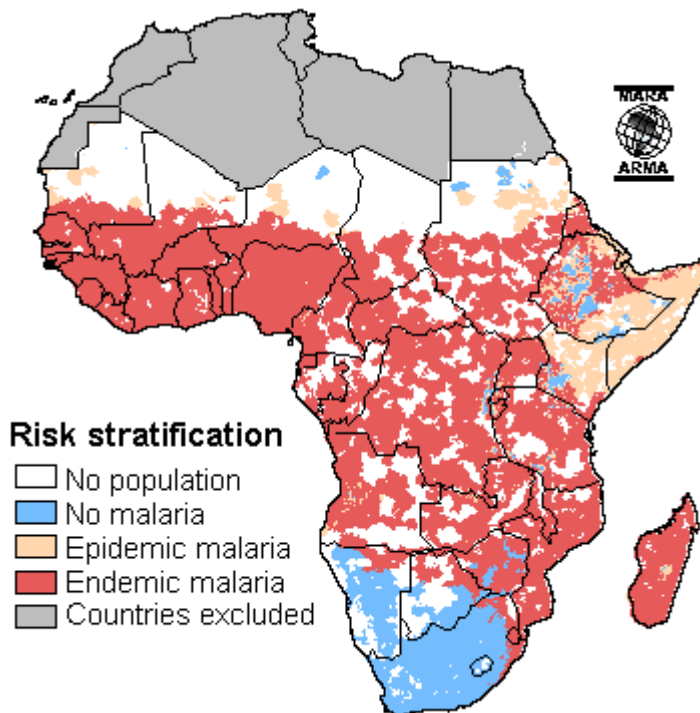 MARA
ARMA
Risk stratification
No population
No malaria
Epidemic malaria
Endemic malaria
Countries excluded